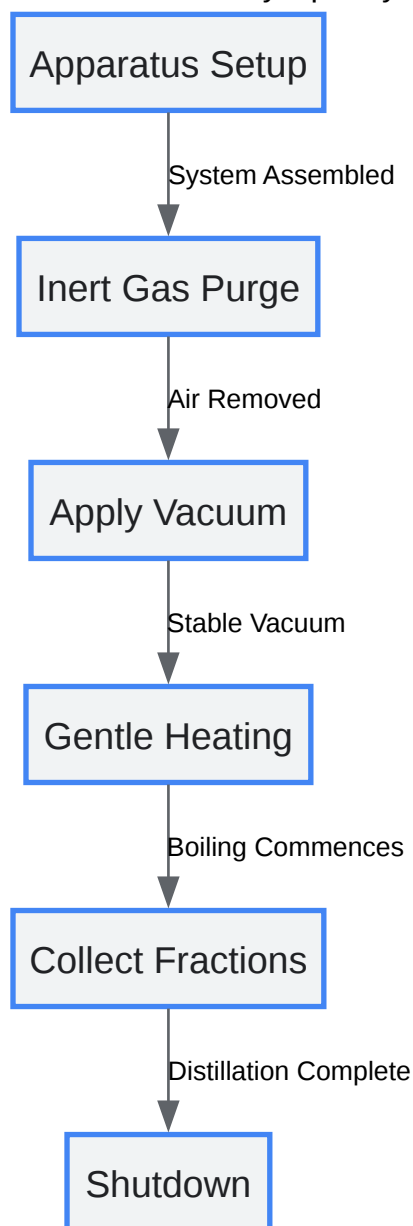 Apparatus Setup
System Assembled
Inert Gas Purge
Air Removed
Apply Vacuum
Stable Vacuum
Gentle Heating
Boiling Commences
Collect Fractions
Distillation Complete
Shutdown